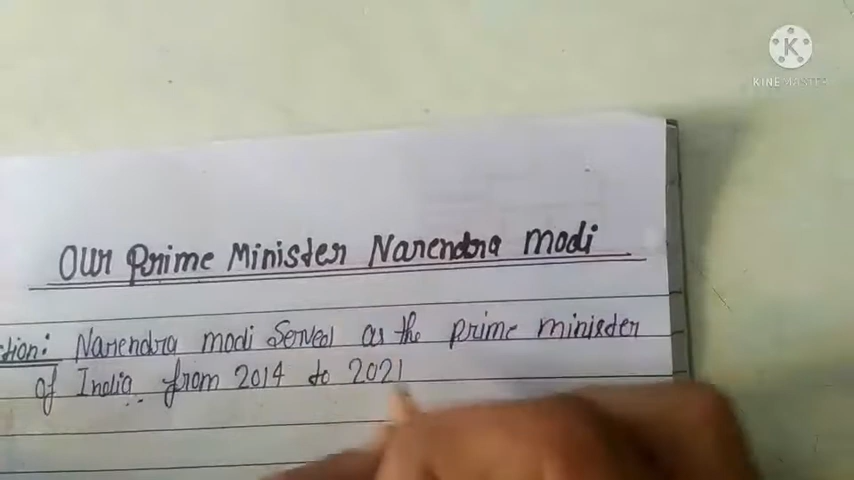 K
KINEMASTER
Our Prime Minister Narendra modi
ction: Narendra modi Served as the prime minister
of India from 2014 to 2021